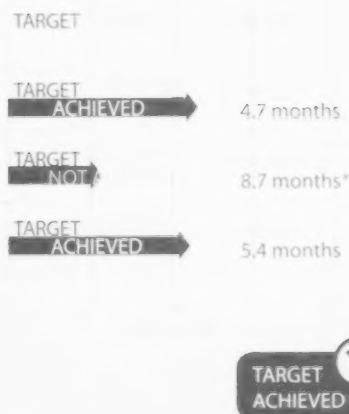 TARGET
TARGET
ACHIEVED
4.7 months
TARGET
NOT
8.7 months*
TARGET
ACHIEVED
5.4 months
TARGET
ACHIEVED